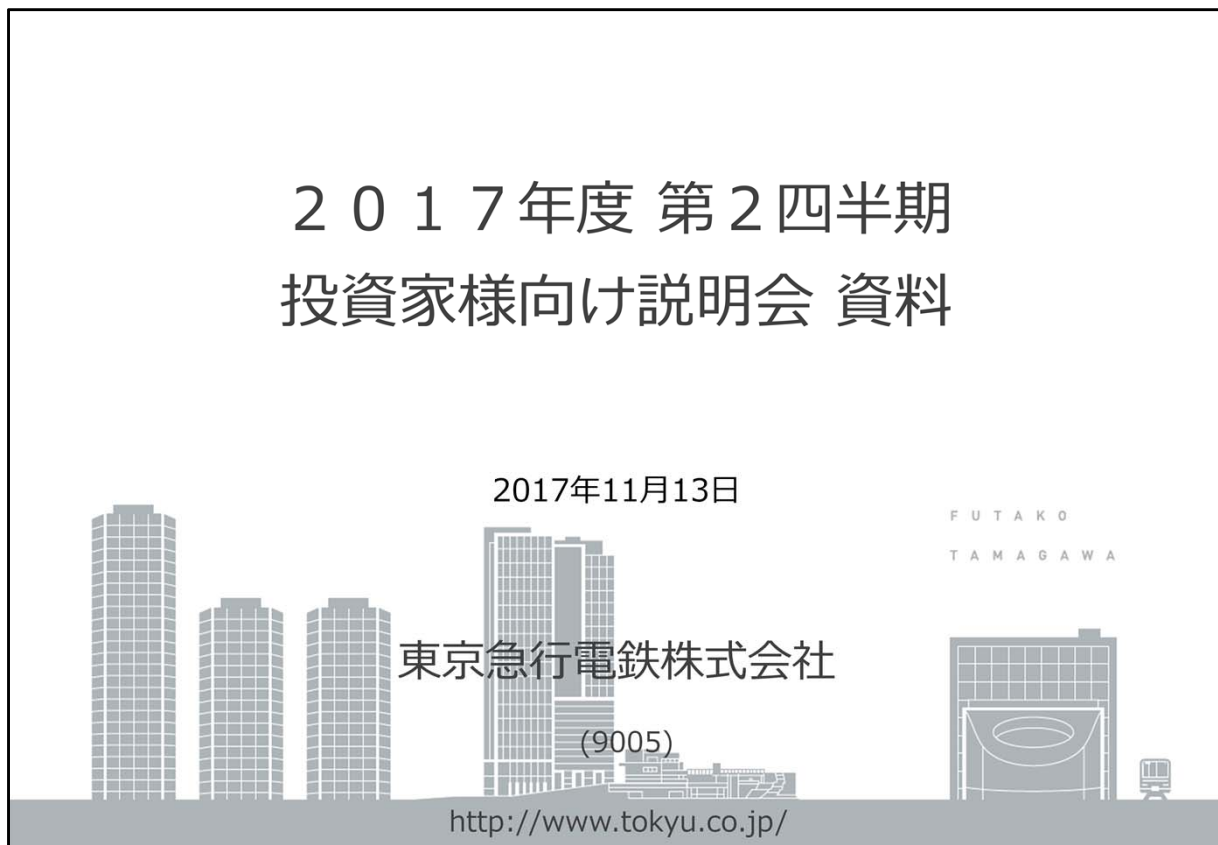 ２０１７年度 第２四半期
投資家様向け説明会 資料
2017年11月13日
FUTAKO
TAMAGAWA
東京急行電鉄株式会社
(9005)
http://www.tokyu.co.jp/